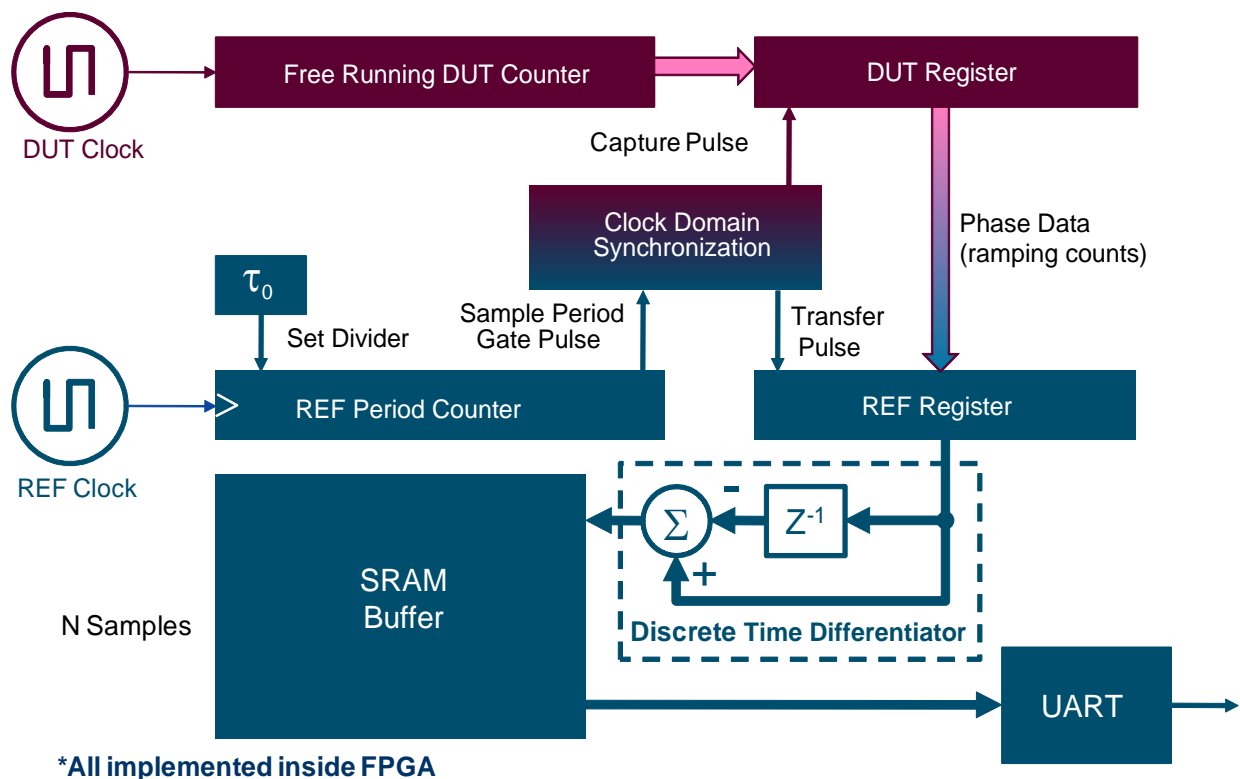 Free Running DUT Counter
DUT Register
DUT Clock
Capture Pulse
Clock Domain
Synchronization
Phase Data
(ramping counts)
τ0
Set Divider
Sample Period
Gate Pulse
Transfer
Pulse
REF Period Counter
REF Register
REF Clock
-
Σ
Z-1
+
SRAM
Buffer
N Samples
Discrete Time Differentiator
UART
*All implemented inside FPGA